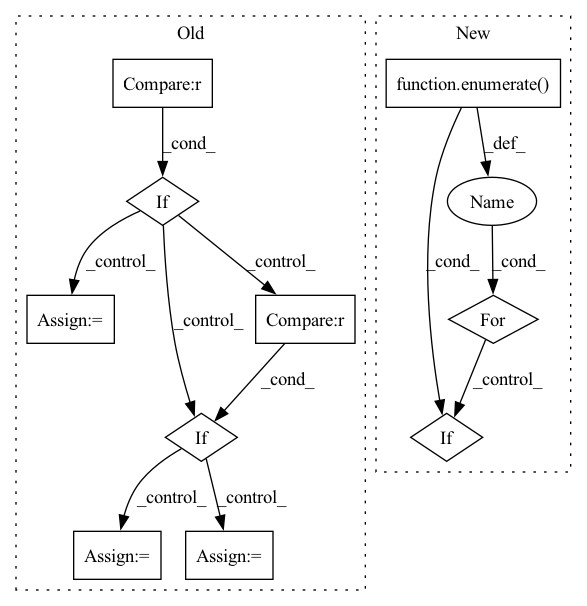 Old
New
Compare:r
function.enumerate()
_cond_
_def_
If
Name
_control_
_control_
_cond_
_cond_
Assign:=
_control_
Compare:r
For
_cond_
_control_
If
If
_control_
_control_
Assign:=
Assign:=